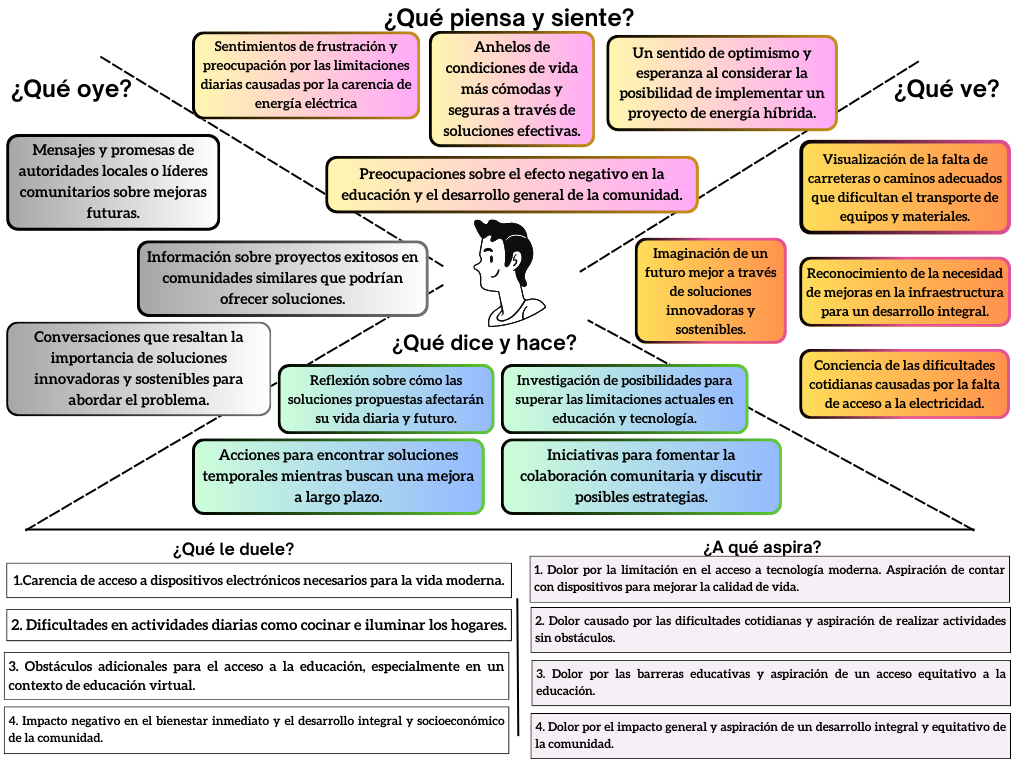 ¿Qué piensa y siente?
Sentimientos de frustración y
preocupación por las limitaciones
diarias causadas por la carencia de
energía eléctrica
Anhelos de
condiciones de vida
más cómodas y
seguras a través de
soluciones efectivas.
Un sentido de optimismo y
esperanza al considerar la
posibilidad de implementar un
proyecto de energía híbrida.
Preocupaciones sobre el efecto negativo en la
educación y el desarrollo general de la comunidad.
¿Qué oye?
Mensajes y promesas de
autoridades locales o líderes
comunitarios sobre mejoras
futuras.
Información sobre proyectos exitosos en
comunidades similares que podrían
ofrecer soluciones.
Conversaciones que resaltan la
importancia de soluciones
innovadoras y sostenibles para
abordar el problema.
¿Qué ve?
Visualización de la falta de
carreteras o caminos adecuados
que dificultan el transporte de
equipos y materiales.
Imaginación de un
futuro mejor a través
de soluciones
innovadoras y
sostenibles.
Reconocimiento de la necesidad
de mejoras en la infraestructura
para un desarrollo integral.
Conciencia de las dificultades
cotidianas causadas por la falta
de acceso a la electricidad.
¿Qué dice y hace?
Reflexión sobre cómo las
soluciones propuestas afectarán
su vida diaria y futuro.
Investigación de posibilidades para
superar las limitaciones actuales en
educación y tecnología.
Acciones para encontrar soluciones
temporales mientras buscan una mejora
a largo plazo.
Iniciativas para fomentar la
colaboración comunitaria y discutir
posibles estrategias.
¿Qué le duele?
1.Carencia de acceso a dispositivos electrónicos necesarios para la vida moderna.
2. Dificultades en actividades diarias como cocinar e iluminar los hogares.
3. Obstáculos adicionales para el acceso a la educación, especialmente en un
contexto de educación virtual.
4. Impacto negativo en el bienestar inmediato y el desarrollo integral y socioeconómico
de la comunidad.
¿A qué aspira?
1. Dolor por la limitación en el acceso a tecnología moderna. Aspiración de contar
con dispositivos para mejorar la calidad de vida.
2. Dolor causado por las dificultades cotidianas y aspiración de realizar actividades
sin obstáculos.
3. Dolor por las barreras educativas y aspiración de un acceso equitativo a la
educación.
4. Dolor por el impacto general y aspiración de un desarrollo integral y equitativo de
la comunidad.